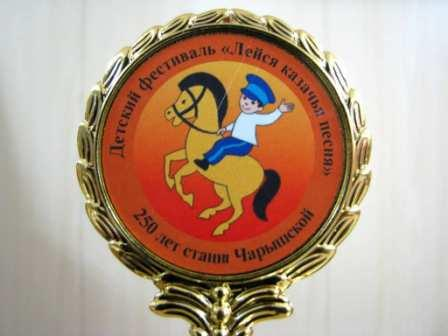 Детский фестиваль «Лейся казачья песня»
250 лет станц Чарышской